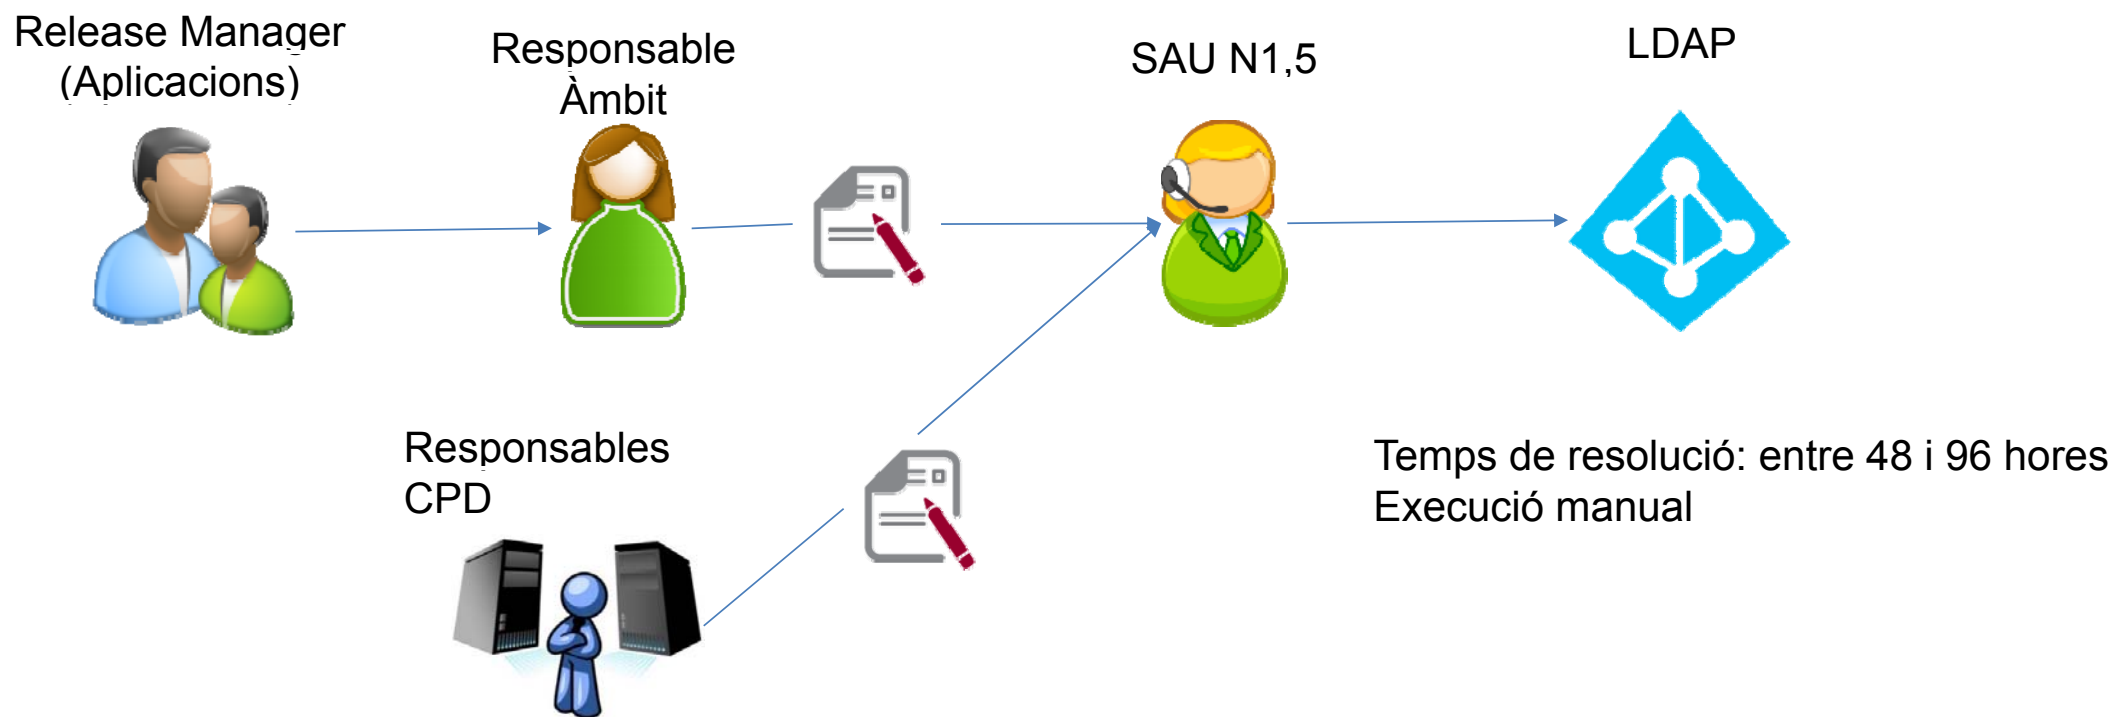 Release Manager
(Aplicacions)
Responsable
Àmbit
SAU N1,5
LDAP
Responsables
CPD
Temps de resolució: entre 48 i 96 hores
Execució manual